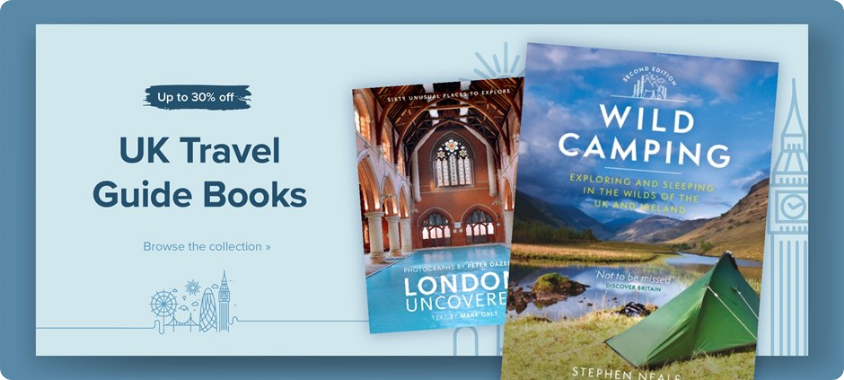 Up to 30% off
UK Travel
Guide Books
Browse the collection »
SIXTY UNUSUAL PLACES TO EXPLORE
PHOTOGRAPHS BY PETER DAZE
LONDON
UNCOVERE
TEXT BY MARK DALY
SECOND EDITION
WILD
CAMPING
EXPLORING AND SLEEPING
IN THE WILDS OF THE
UK AND IRELAND
'Not to be missed'
DISCOVER BRITAIN
STEPHEN NEALE